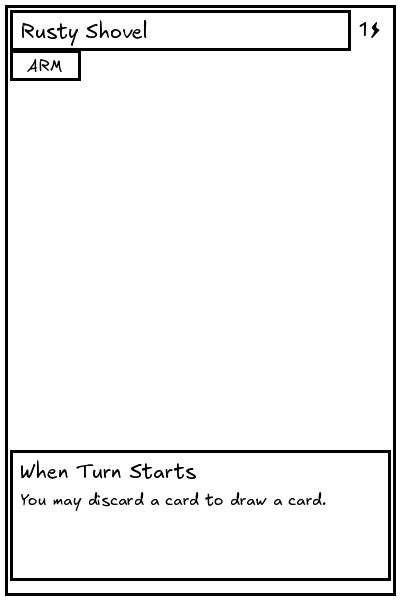 Rusty Shovel
1⚡
ARM
When Turn Starts
You may discard a card to draw a card.